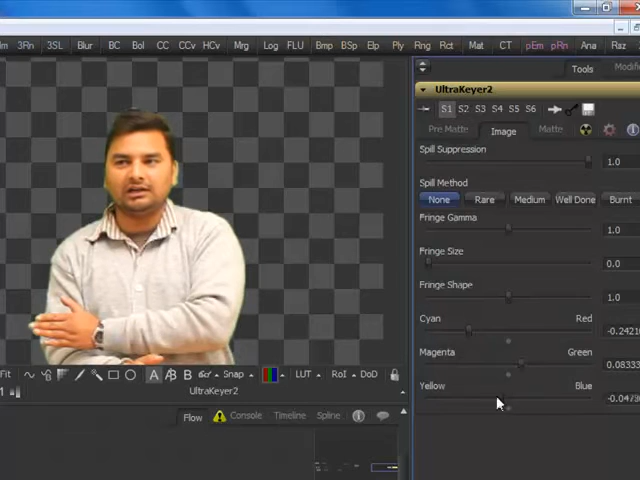 3Rn 3SL Blur BC Bol CC CCv HCv Mrg Log FLU Bmp BSp Elp Ply Rng Rct Mat CT pEm pRn Ana Raz
Tools
UltraKeyer2
S1 S2 S3 S4 S5 S6
Pre Matte Image Matte
Spill Suppression
1.0
Spill Method
None Rare Medium Well Done Burnt
Fringe Gamma
1.0
Fringe Size
0.0
Fringe Shape
1.0
Cyan Red
-0.2421
Magenta Green
0.08333
Yellow Blue
Fit A B Snap LUT RoI DoD
UltraKeyer2
Flow Console Timeline Spline